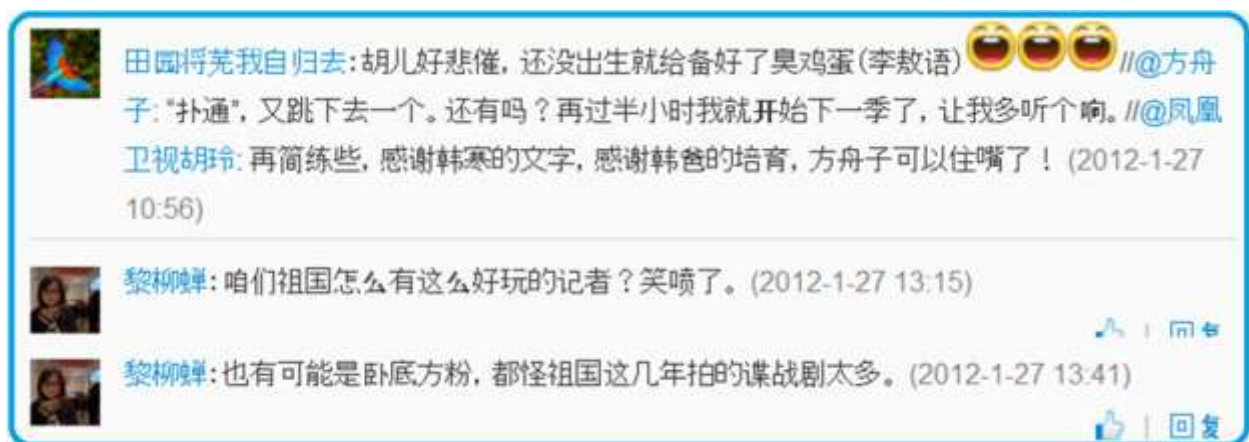 田园将芜我自归去:胡儿好悲催,还没出生就给备好了臭鸡蛋(李敖语) //@方舟
子:"扑通",又跳下去一个。还有吗?再过半小时我就开始下一季了,让我多听个响。//@凤凰
卫视胡玲:再简练些,感谢韩寒的文字,感谢韩爸的培育,方舟子可以住嘴了! (2012-1-27
10:56)
黎柳蝉:咱们祖国怎么有这么好玩的记者?笑喷了。(2012-1-27 13:15)
| 回复
黎柳蝉:也有可能是卧底方粉,都怪祖国这几年拍的谍战剧太多。(2012-1-27 13:41)
| 回复